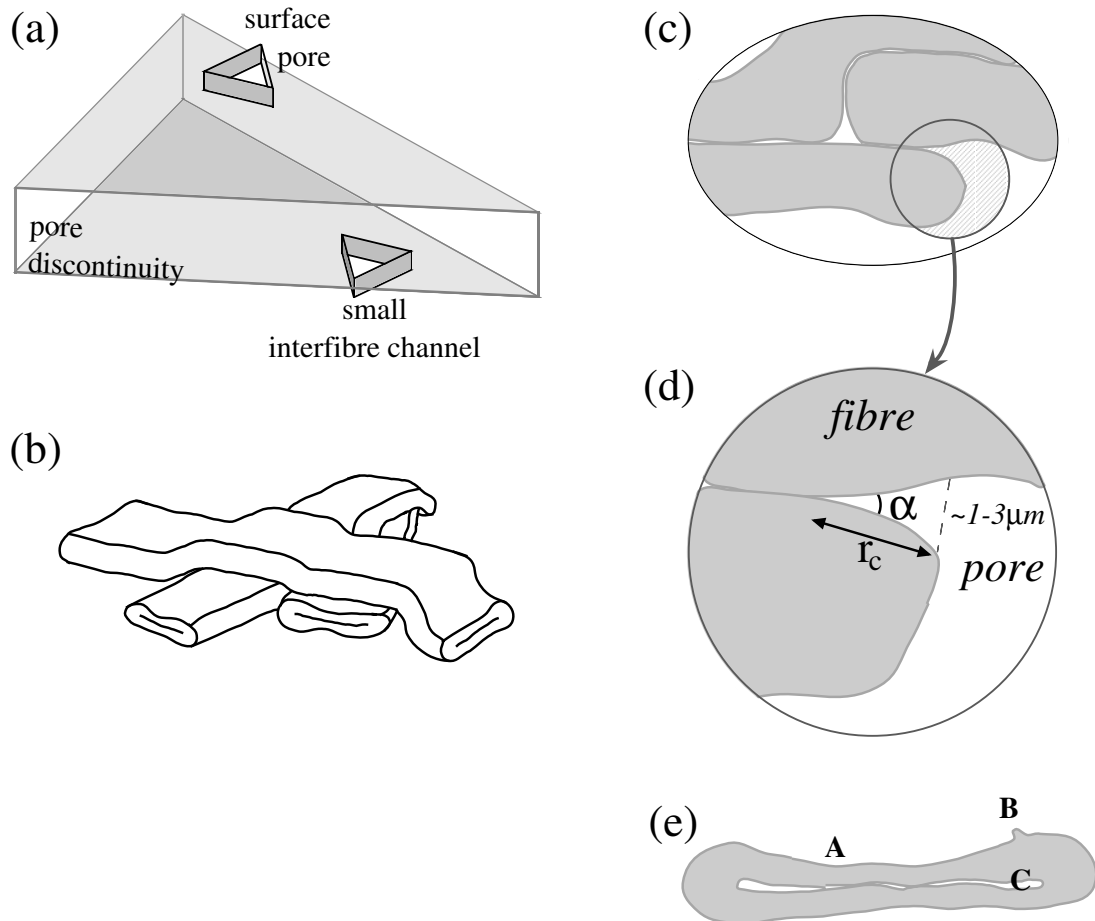 (a)
surface
pore
pore
discontinuity
small
interfibre channel
(b)
(c)
(d)
fibre
α
~1-3μm
r_c
pore
(e)
B
A
C